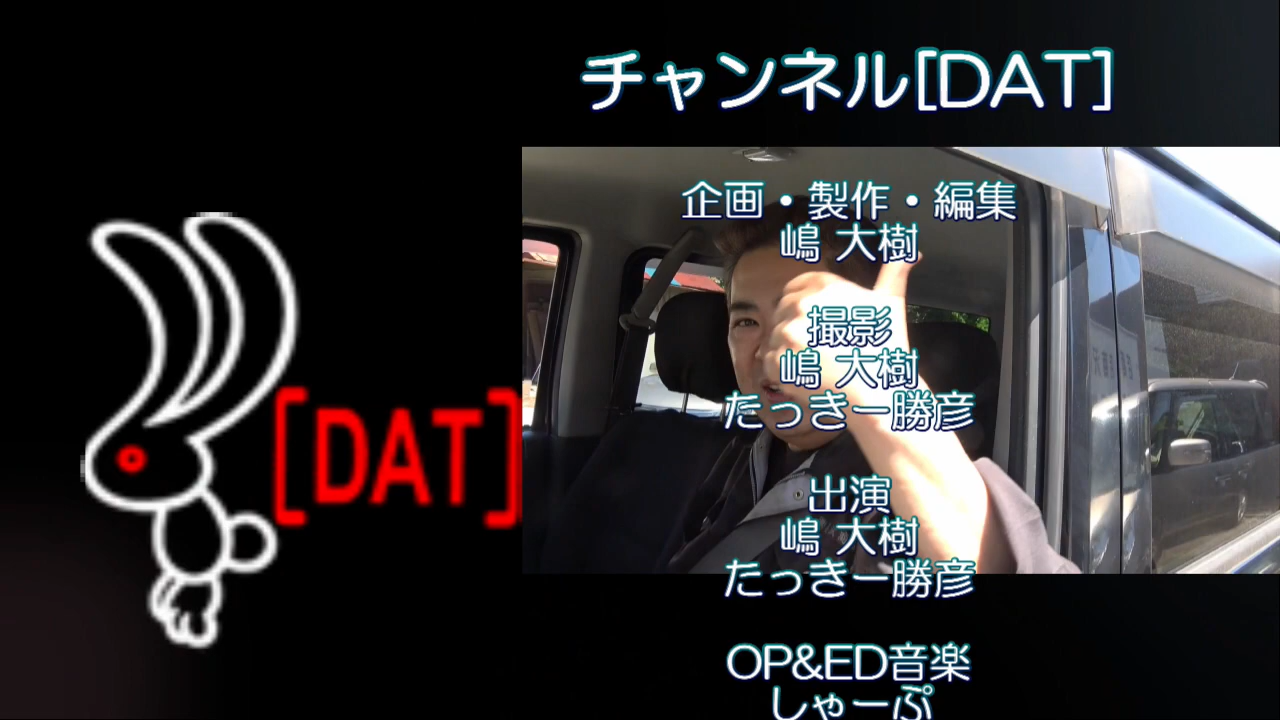 チャンネル[DAT]
企画・製作・編集
嶋 大樹
撮影
嶋 大樹
たっきー勝彦
出演
嶋 大樹
たっきー勝彦
OP&ED音楽
しゃーぷ
[DAT]